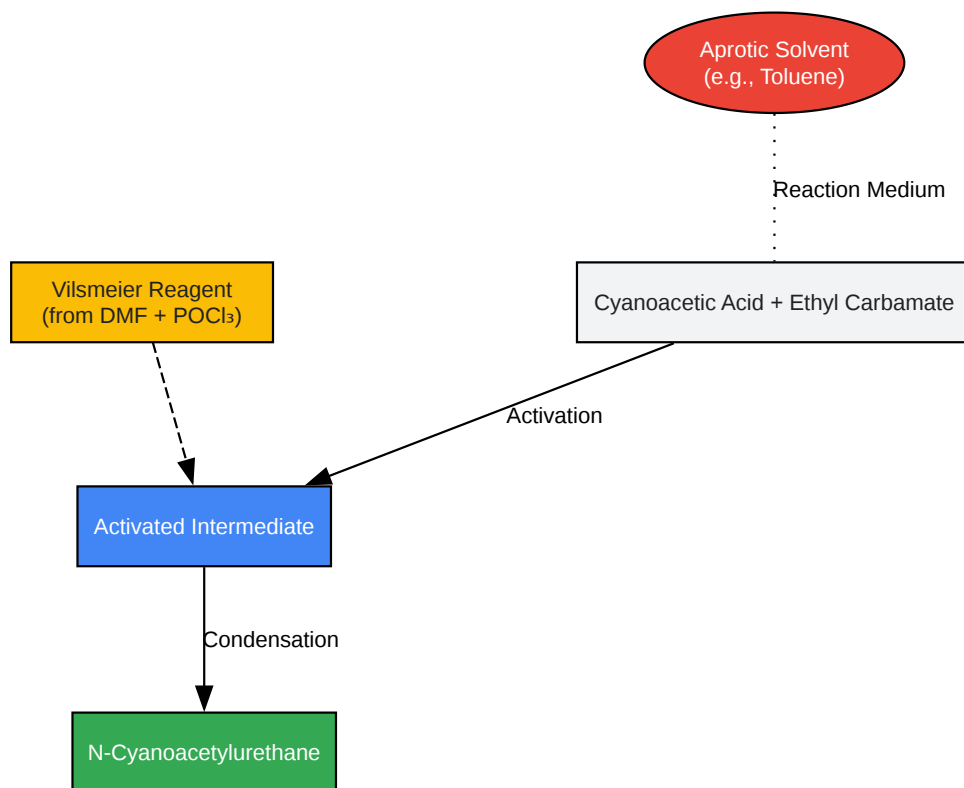 Aprotic Solvent
(e.g., Toluene)
Reaction Medium
Vilsmeier Reagent
(from DMF + POCl₃)
Cyanoacetic Acid + Ethyl Carbamate
Activation
Activated Intermediate
Condensation
N-Cyanoacetylurethane